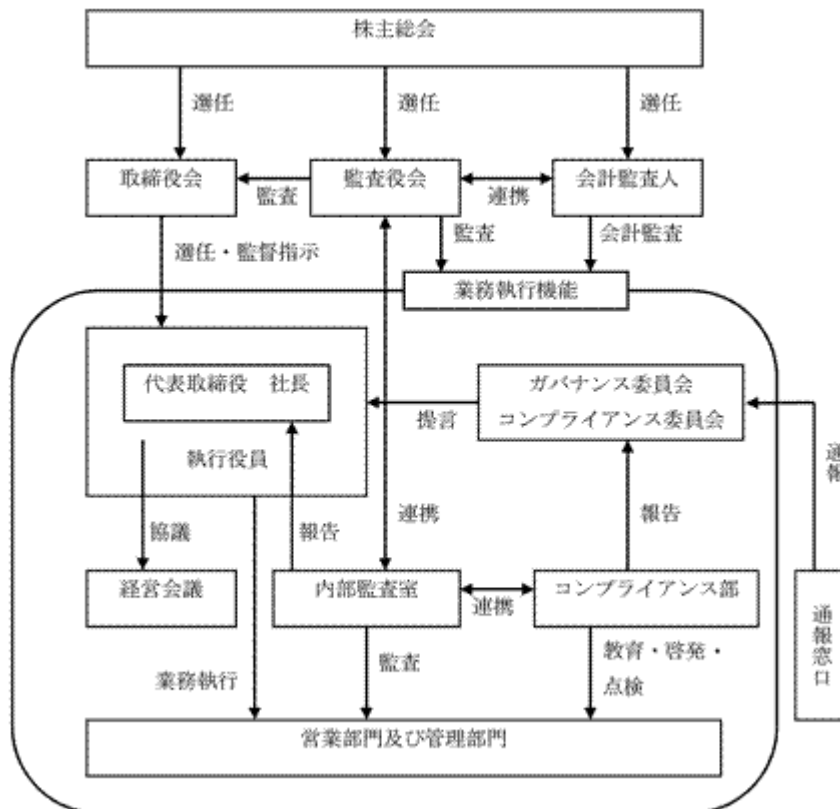 株主総会
選任
選任
選任
取締役会
監査
監査役会
連携
会計監査人
選任・監督指示
監査
会計監査
業務執行機能
代表取締役　社長
執行役員
提言
ガバナンス委員会
コンプライアンス委員会
通報
協議
報告
連携
報告
経営会議
内部監査室
連携
コンプライアンス部
通報窓口
業務執行
監査
教育・啓発・
点検
営業部門及び管理部門